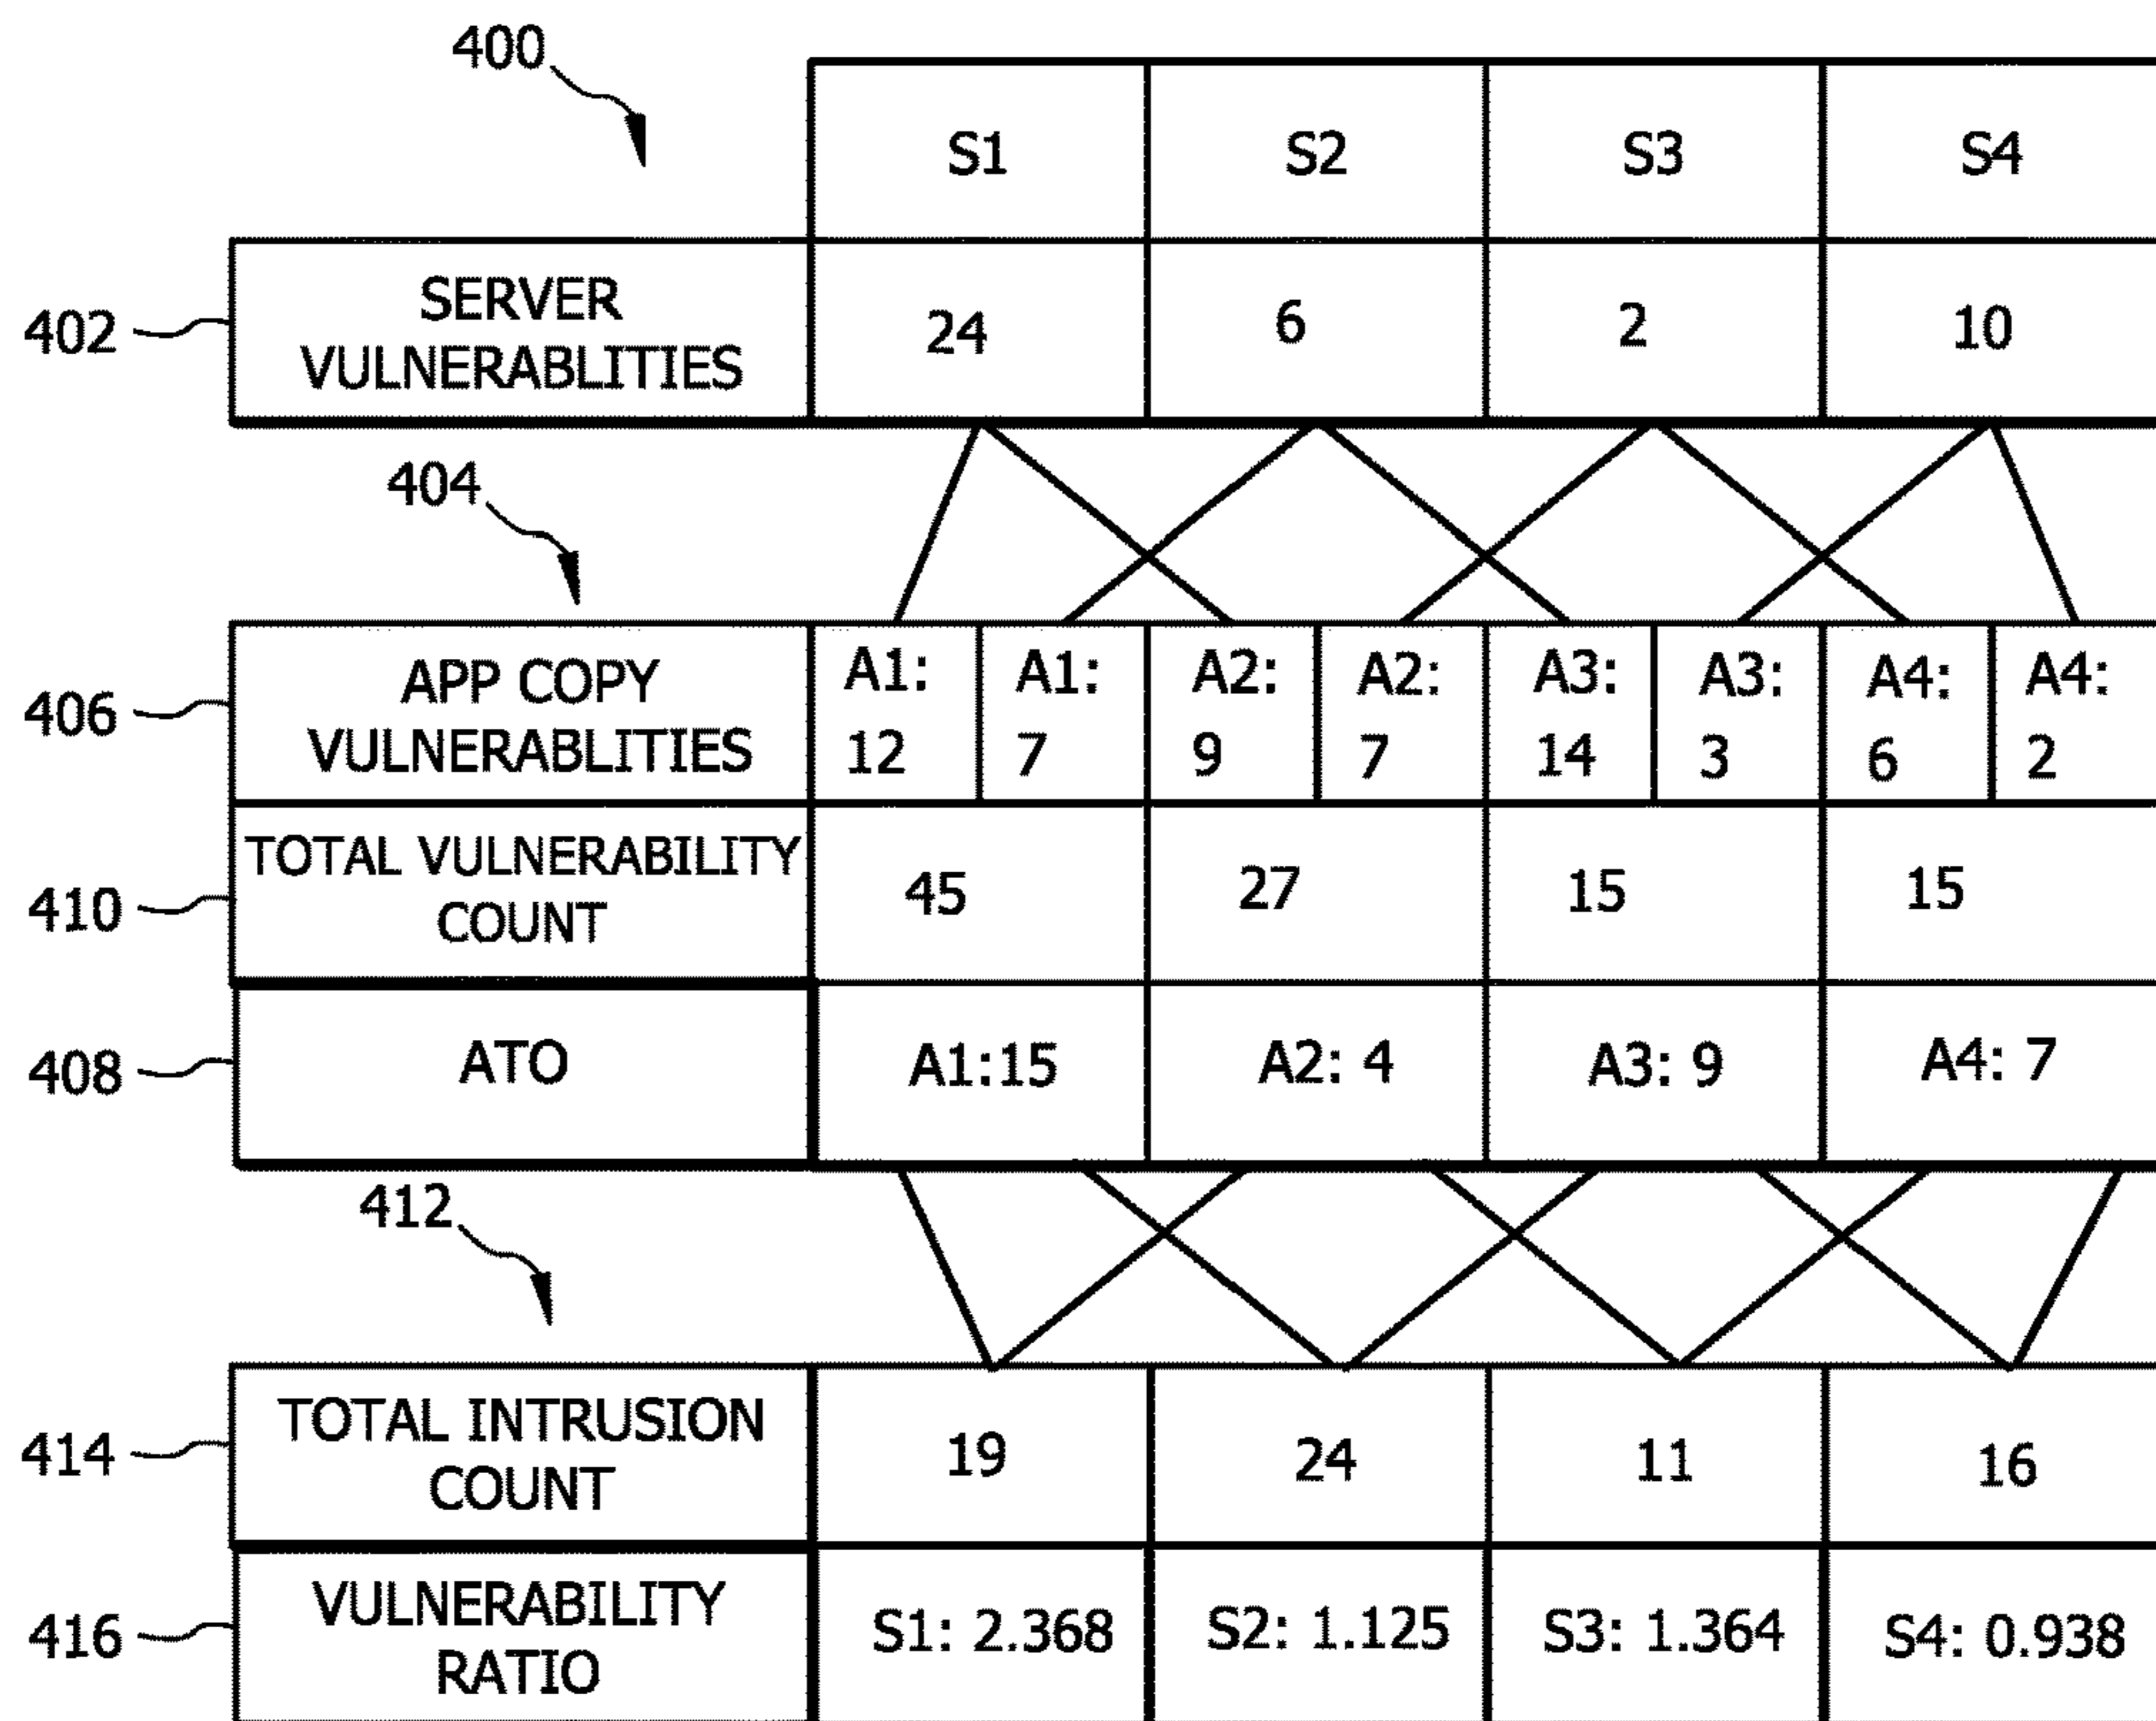 400
S1 S2 S3 S4
402
SERVER
VULNERABLITIES
24 6 2 10
404
406
APP COPY
VULNERABLITIES
A1: A1: A2: A2: A3: A3: A4: A4:
12 7 9 7 14 3 6 2
410
TOTAL VULNERABILITY
COUNT
45 27 15 15
408
ATO
A1:15 A2: 4 A3: 9 A4: 7
412
414
TOTAL INTRUSION
COUNT
19 24 11 16
416
VULNERABILITY
RATIO
S1: 2.368 S2: 1.125 S3: 1.364 S4: 0.938